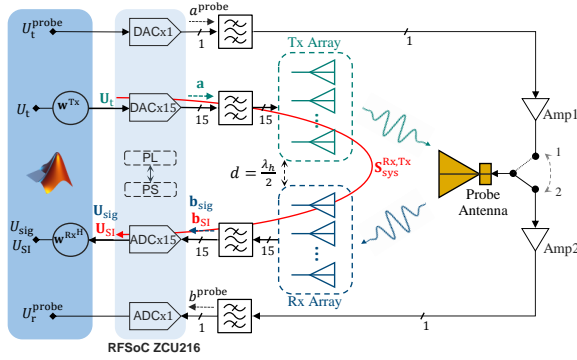 U_t^probe
DACx1
a^probe
1
1
Tx Array
U_t
a
U_t
w^Tx
DACx15
15
15
Amp1
PL
PS
d = λ_h/2
S_sys^Rx,Tx
1
2
Probe
Antenna
U_sig
b_sig
U_sig
U_SI
b_SI
U_SI
w^Rx^H
ADCx15
15
15
Amp2
Rx Array
U_r^probe
ADCx1
b^probe
1
1
RFSoC ZCU216